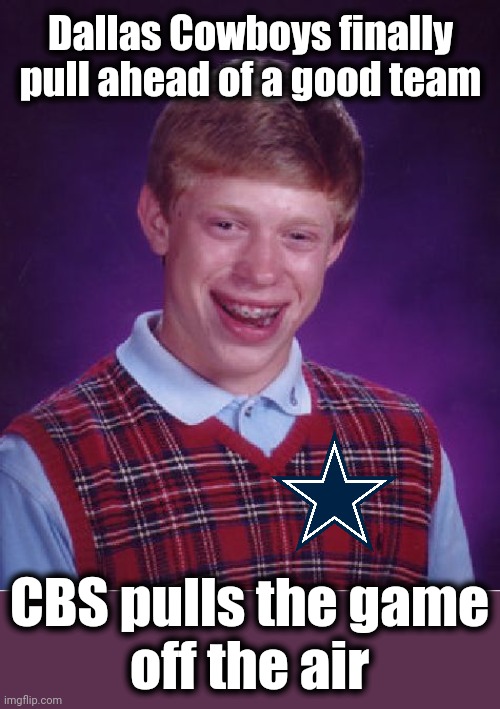 Dallas Cowboys finally
pull ahead of a good team
CBS pulls the game
off the air
imgflip.com